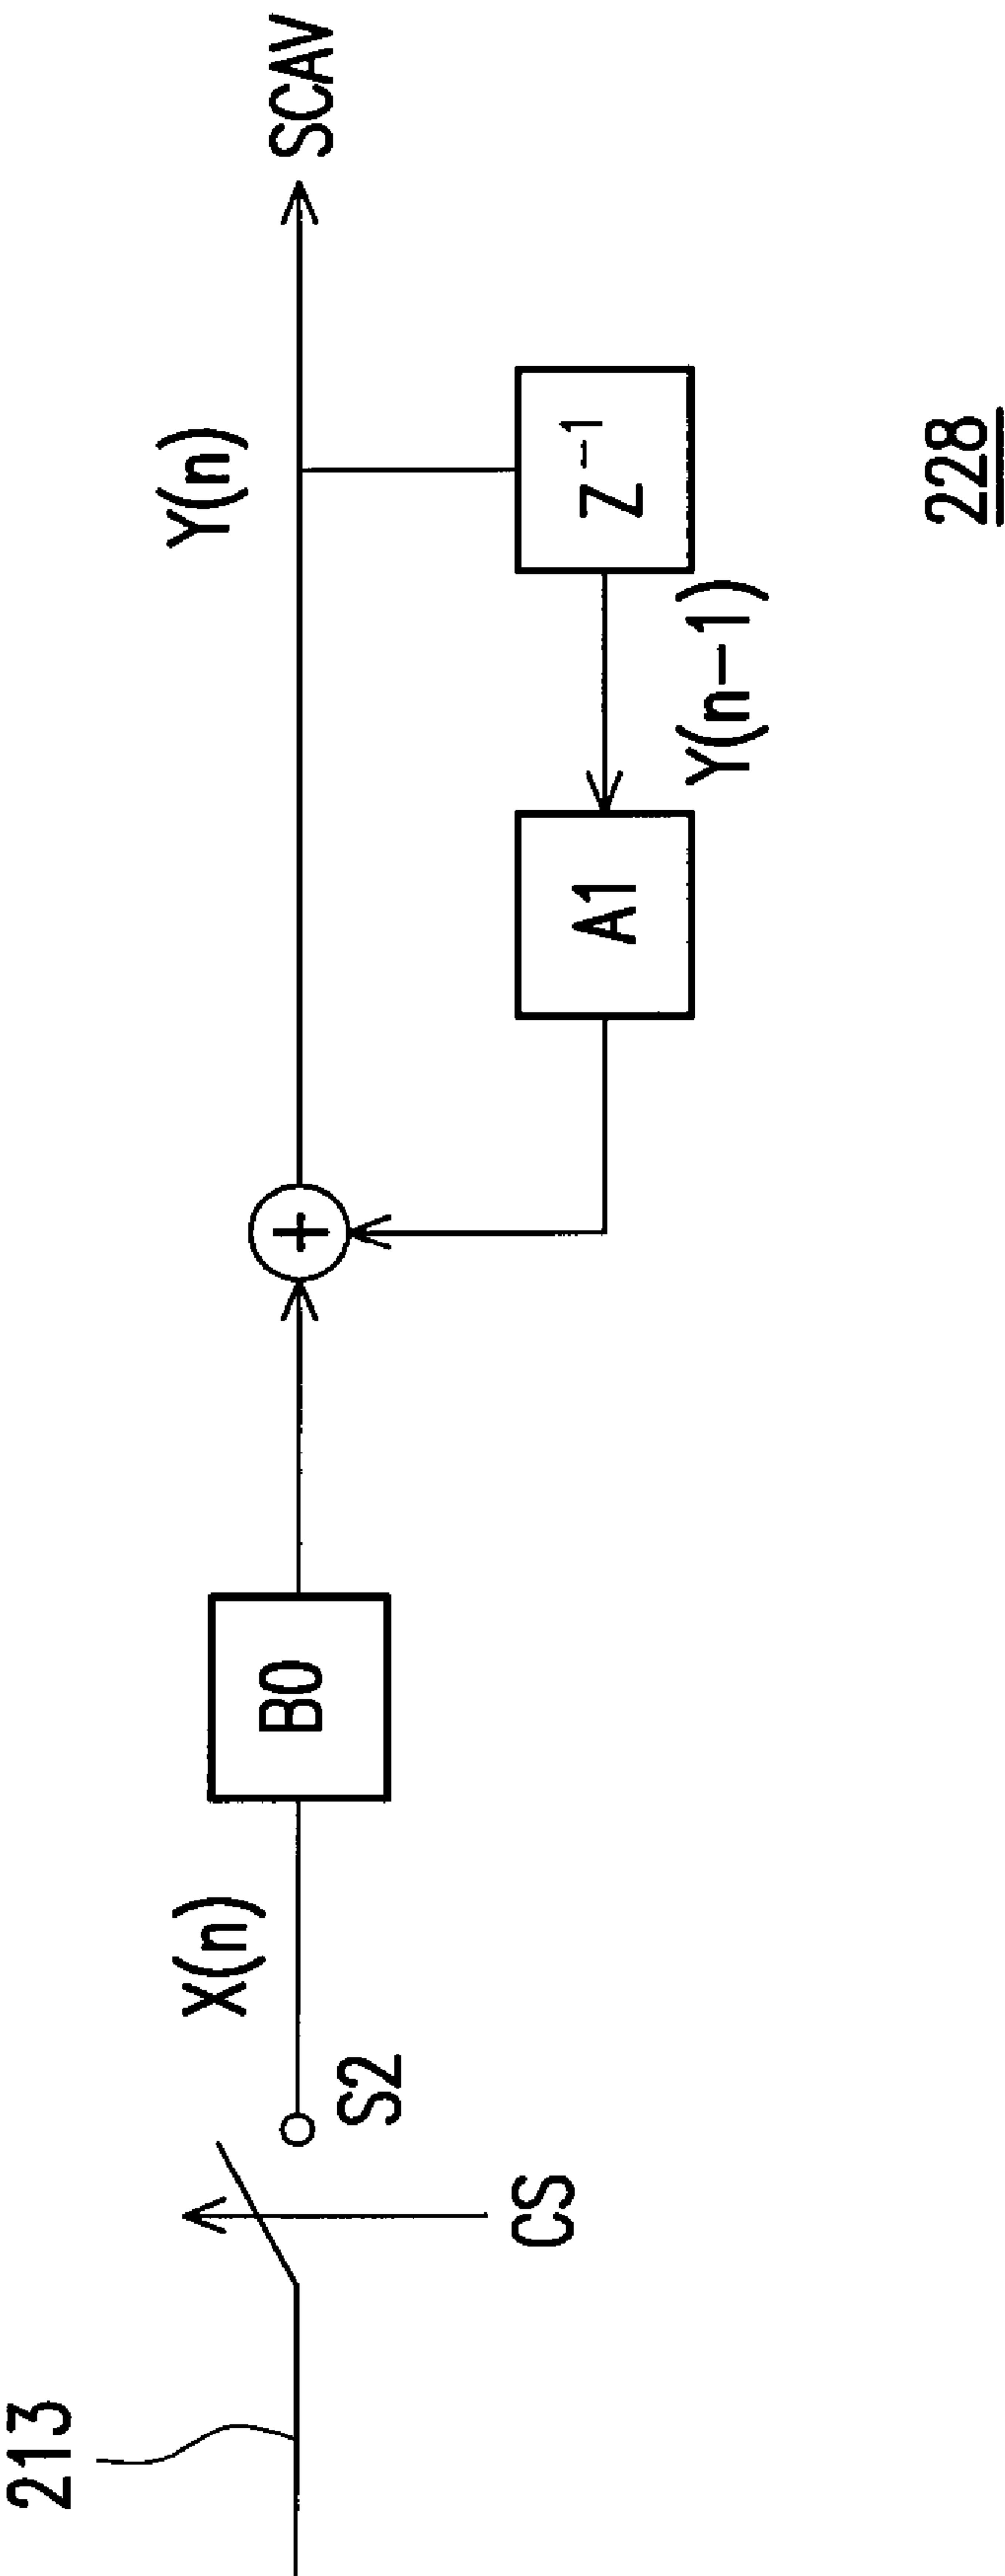 213
CS
S2
X(n)
B0
+
Y(n)
SCAV
A1
Y(n-1)
Z⁻¹
228